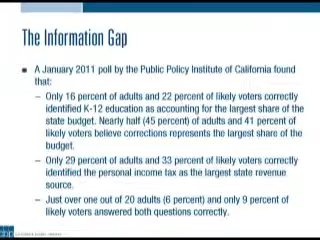 The Information Gap
A January 2011 poll by the Public Policy Institute of California found
that:
– Only 16 percent of adults and 22 percent of likely voters correctly
identified K-12 education as accounting for the largest share of the
state budget. Nearly half (45 percent) of adults and 41 percent of
likely voters believe corrections represents the largest share of the
budget.
– Only 29 percent of adults and 33 percent of likely voters correctly
identified the personal income tax as the largest state revenue
source.
– Just over one out of 20 adults (6 percent) and only 9 percent of
likely voters answered both questions correctly.